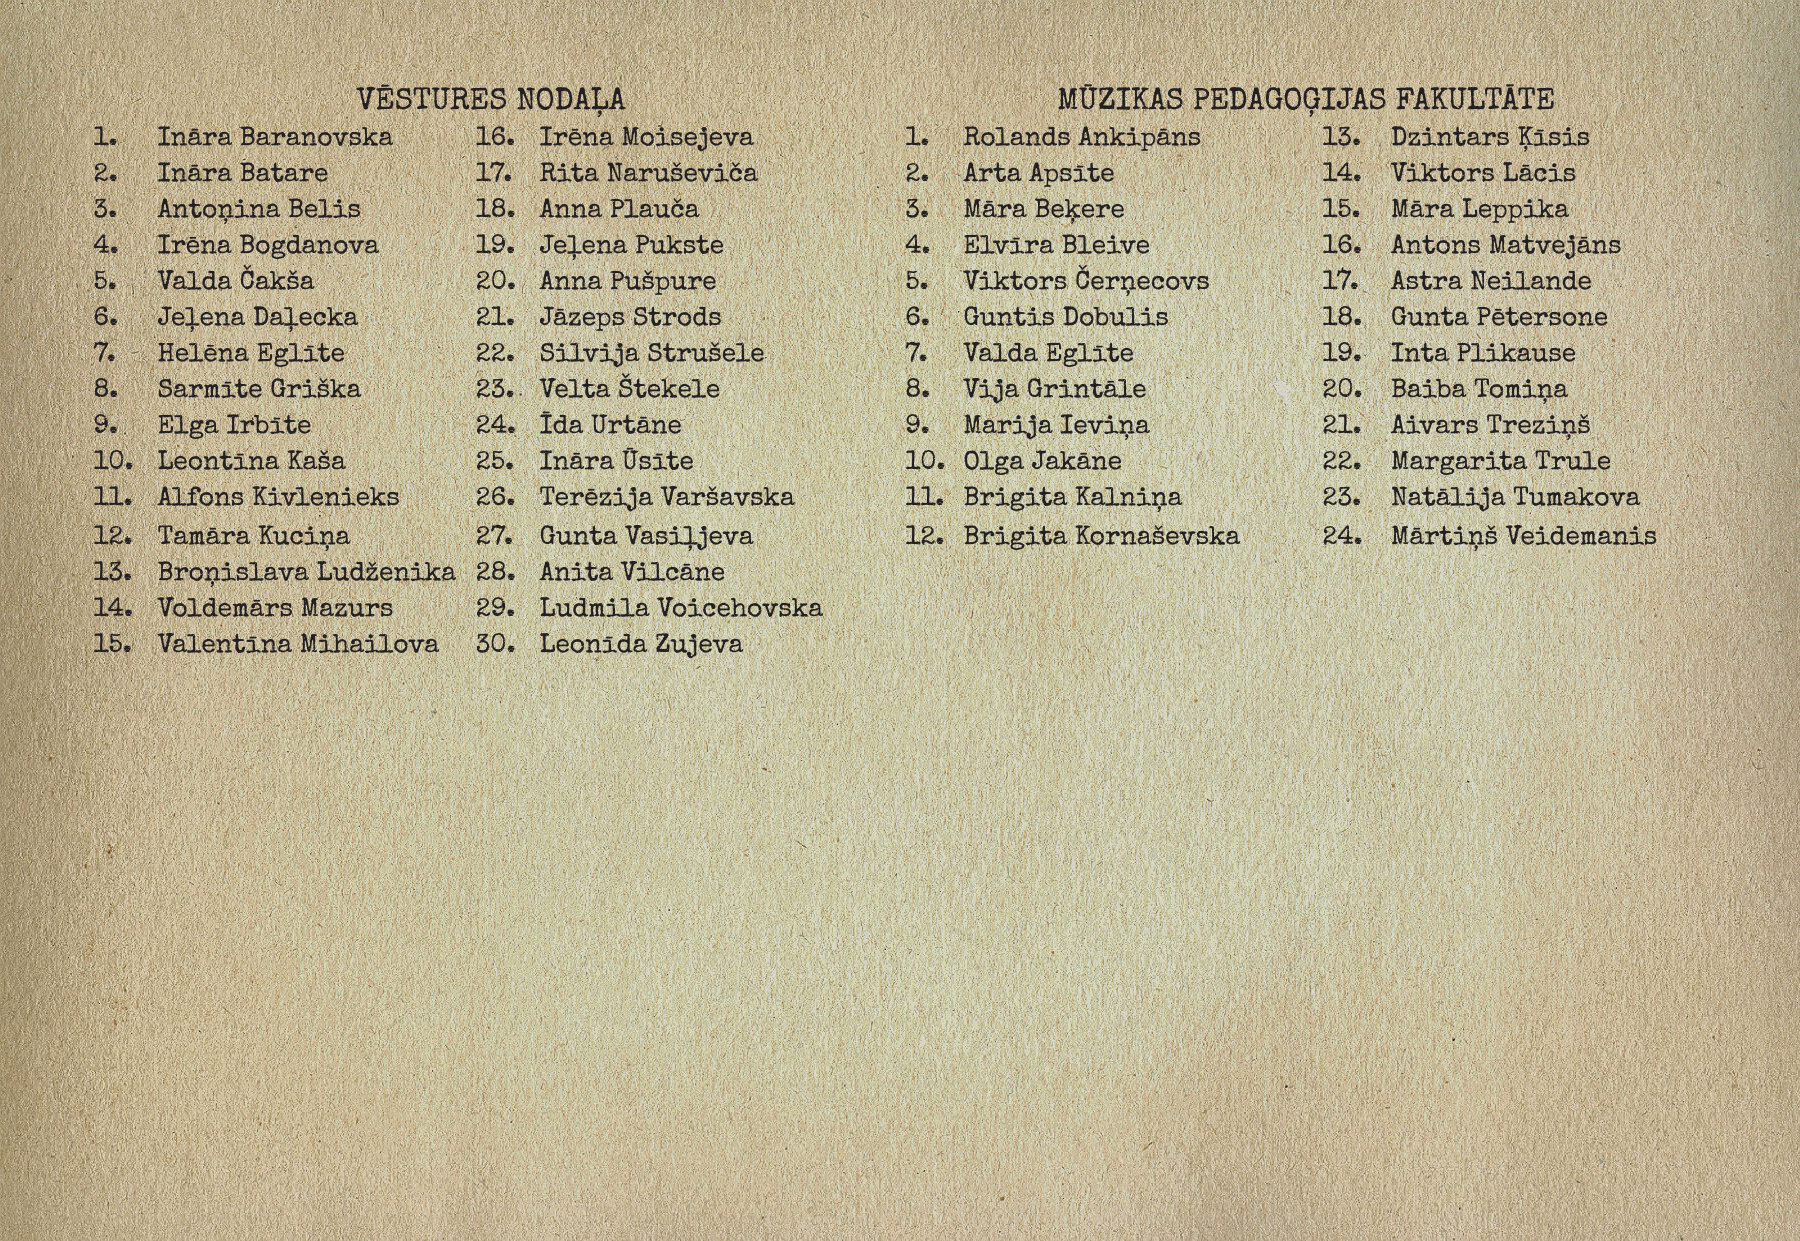 VĒSTURES NODAĻA
1. Ināra Baranovska
2. Ināra Batare
3. Antoņina Belis
4. Irēna Bogdanova
5. Valda Čakša
6. Jeļena Daļecka
7. Helēna Eglīte
8. Sarmīte Griška
9. Elga Irbīte
10. Leontīna Kaša
11. Alfons Kivlenieks
12. Tamāra Kuciņa
13. Broņislava Ludženika
14. Voldemārs Mazurs
15. Valentīna Mihailova
16. Irēna Moisejeva
17. Rita Naruševiča
18. Anna Plauča
19. Jeļena Pukste
20. Anna Pušpure
21. Jāzeps Strods
22. Silvija Strušele
23. Velta Štekele
24. Īda Urtāne
25. Ināra Ūsīte
26. Terēzija Varšavska
27. Gunta Vasiļjeva
28. Anita Vilcāne
29. Ludmila Voicehovska
30. Leonīda Zujeva
MŪZIKAS PEDAGOĢIJAS FAKULTĀTE
1. Rolands Ankipāns
2. Arta Apsīte
3. Māra Beķere
4. Elvīra Bleive
5. Viktors Čerņecovs
6. Guntis Dobulis
7. Valda Eglīte
8. Vija Grintāle
9. Marija Ieviņa
10. Olga Jakāne
11. Brigita Kalniņa
12. Brigita Kornaševska
13. Dzintars Ķīsis
14. Viktors Lācis
15. Māra Leppika
16. Antons Matvejāns
17. Astra Neilande
18. Gunta Pētersone
19. Inta Plikause
20. Baiba Tomiņa
21. Aivars Treziņš
22. Margarita Trule
23. Natālija Tumakova
24. Mārtiņš Veidemanis